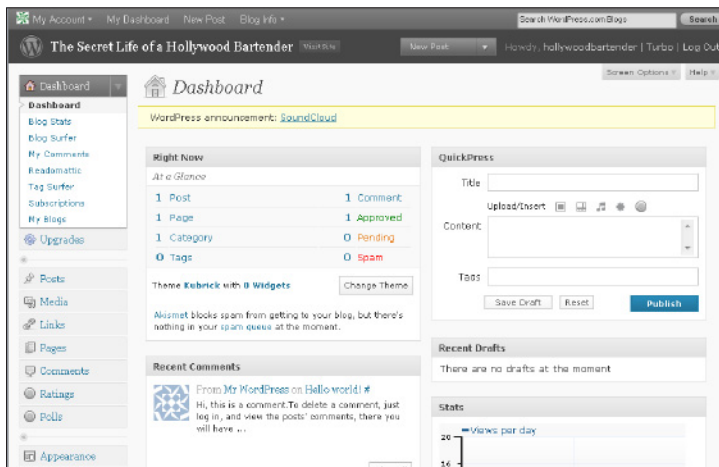 My Account My Dashboard New Post Blog Info Search WordPress.com Blogs Search
The Secret Life of a Hollywood Bartender Visit Site New Post Howdy, hollywoodbartender | Turbo | Log Out
Screen Options Help
Dashboard
Dashboard
Blog Stats
Blog Surfer
My Comments
Readomattic
Tag Surfer
Subscriptions
My Blogs
Upgrades
Posts
Media
Links
Pages
Comments
Ratings
Polls
Appearance
Dashboard
WordPress announcement: SoundCloud
Right Now
At a Glance
1 Post 1 Comment
1 Page 1 Approved
1 Category 0 Pending
0 Tags 0 Spam
Theme Kubrick with 0 Widgets Change Theme
Akismet blocks spam from getting to your blog, but there's
nothing in your spam queue at the moment.
Recent Comments
From Mr WordPress on Hello world! #
Hi, this is a comment.To delete a comment, just
log in, and view the posts' comments, there you
will have ...
QuickPress
Title
Upload/Insert
Content
Tags
Save Draft Reset Publish
Recent Drafts
There are no drafts at the moment
Stats
Views per day
20
16